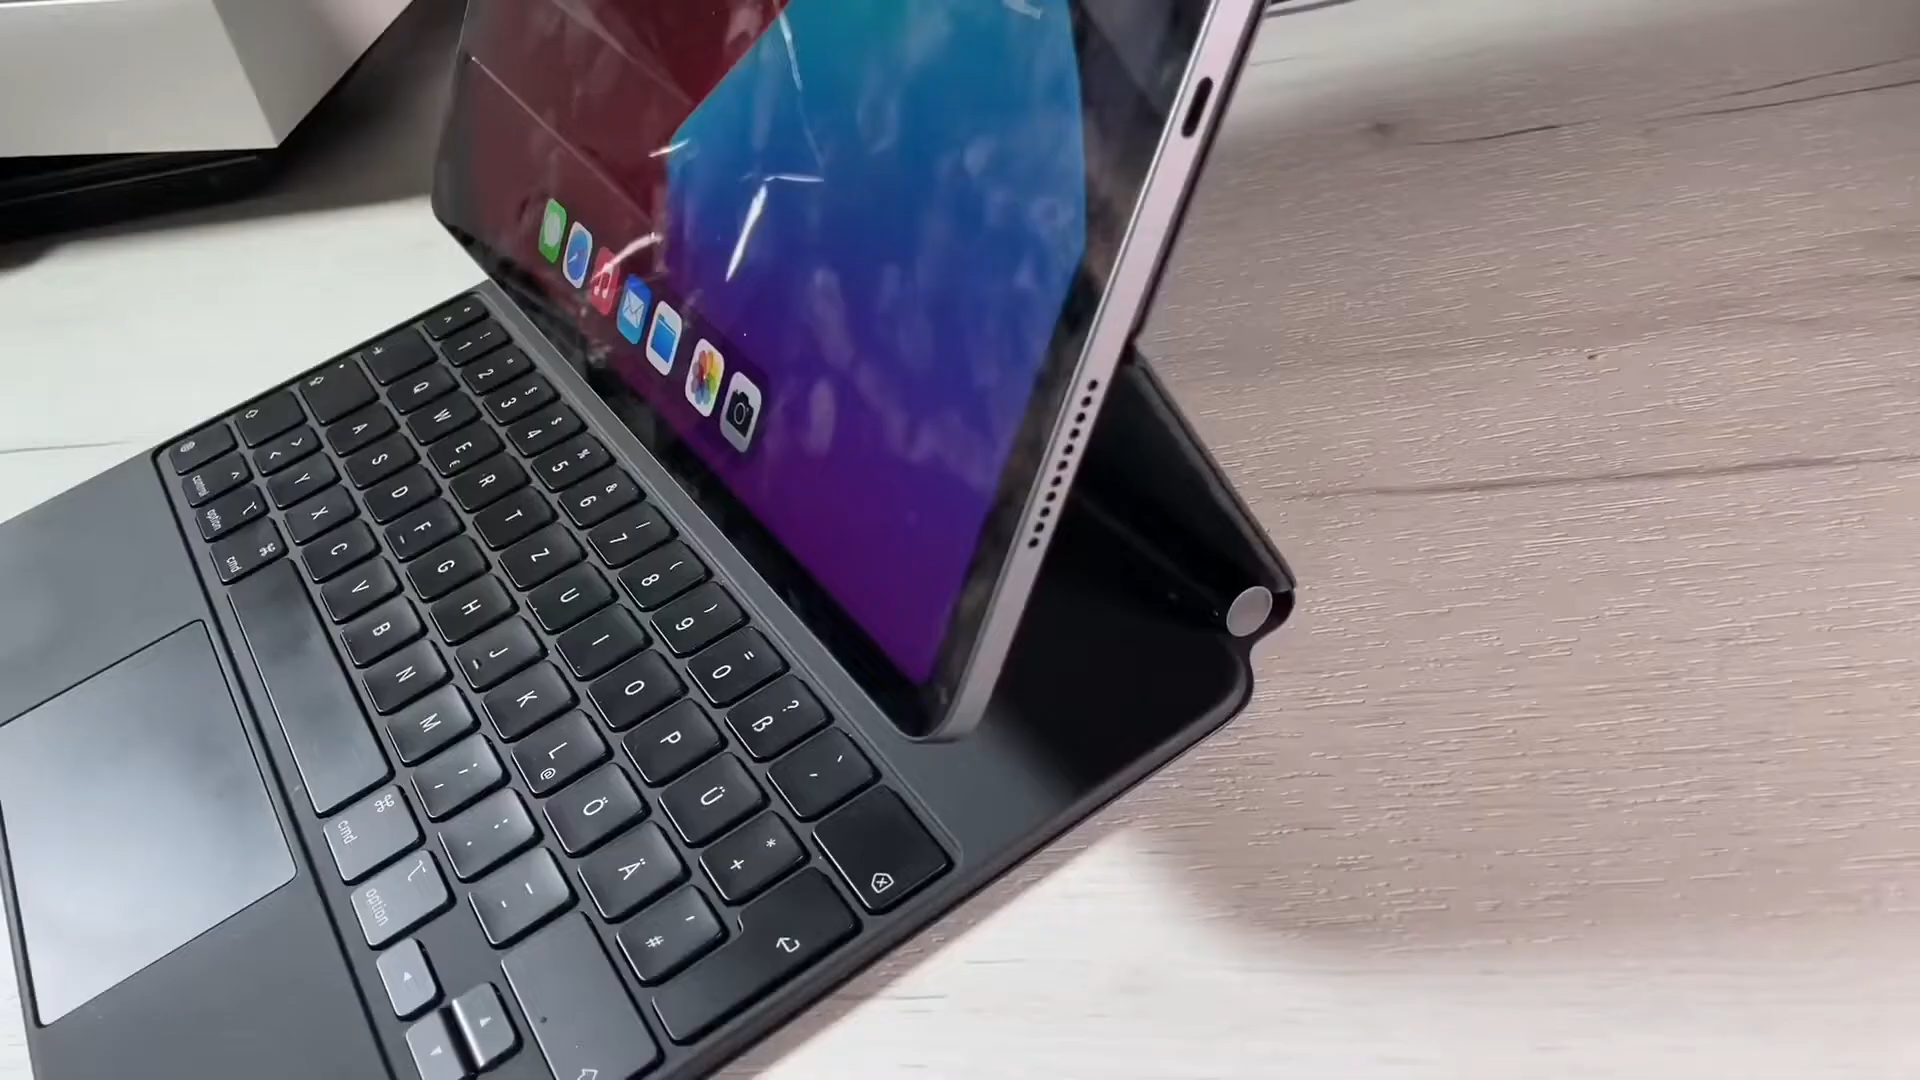 ^ °
1 !
2 "
3 §
4 $
5 %
6 &
7 /
8 (
9 )
0 =
ß ?
Q W E € R T Z U I O P Ü + *
A S D F G H J K L @ Ö Ä # '
< > Y X C V B N M , ; . : - _
control ^
option
cmd ⌘
cmd ⌘
option